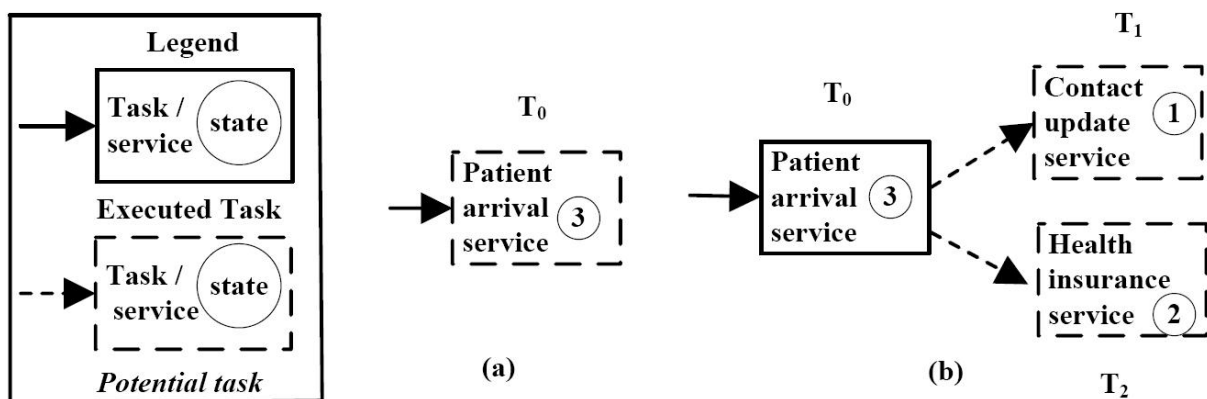 Legend
Task /
service
state
Executed Task
Task /
service
state
Potential task
T₀
Patient
arrival
service
3
(a)
T₀
Patient
arrival
service
3
T₁
Contact
update
service
1
Health
insurance
service
2
T₂
(b)